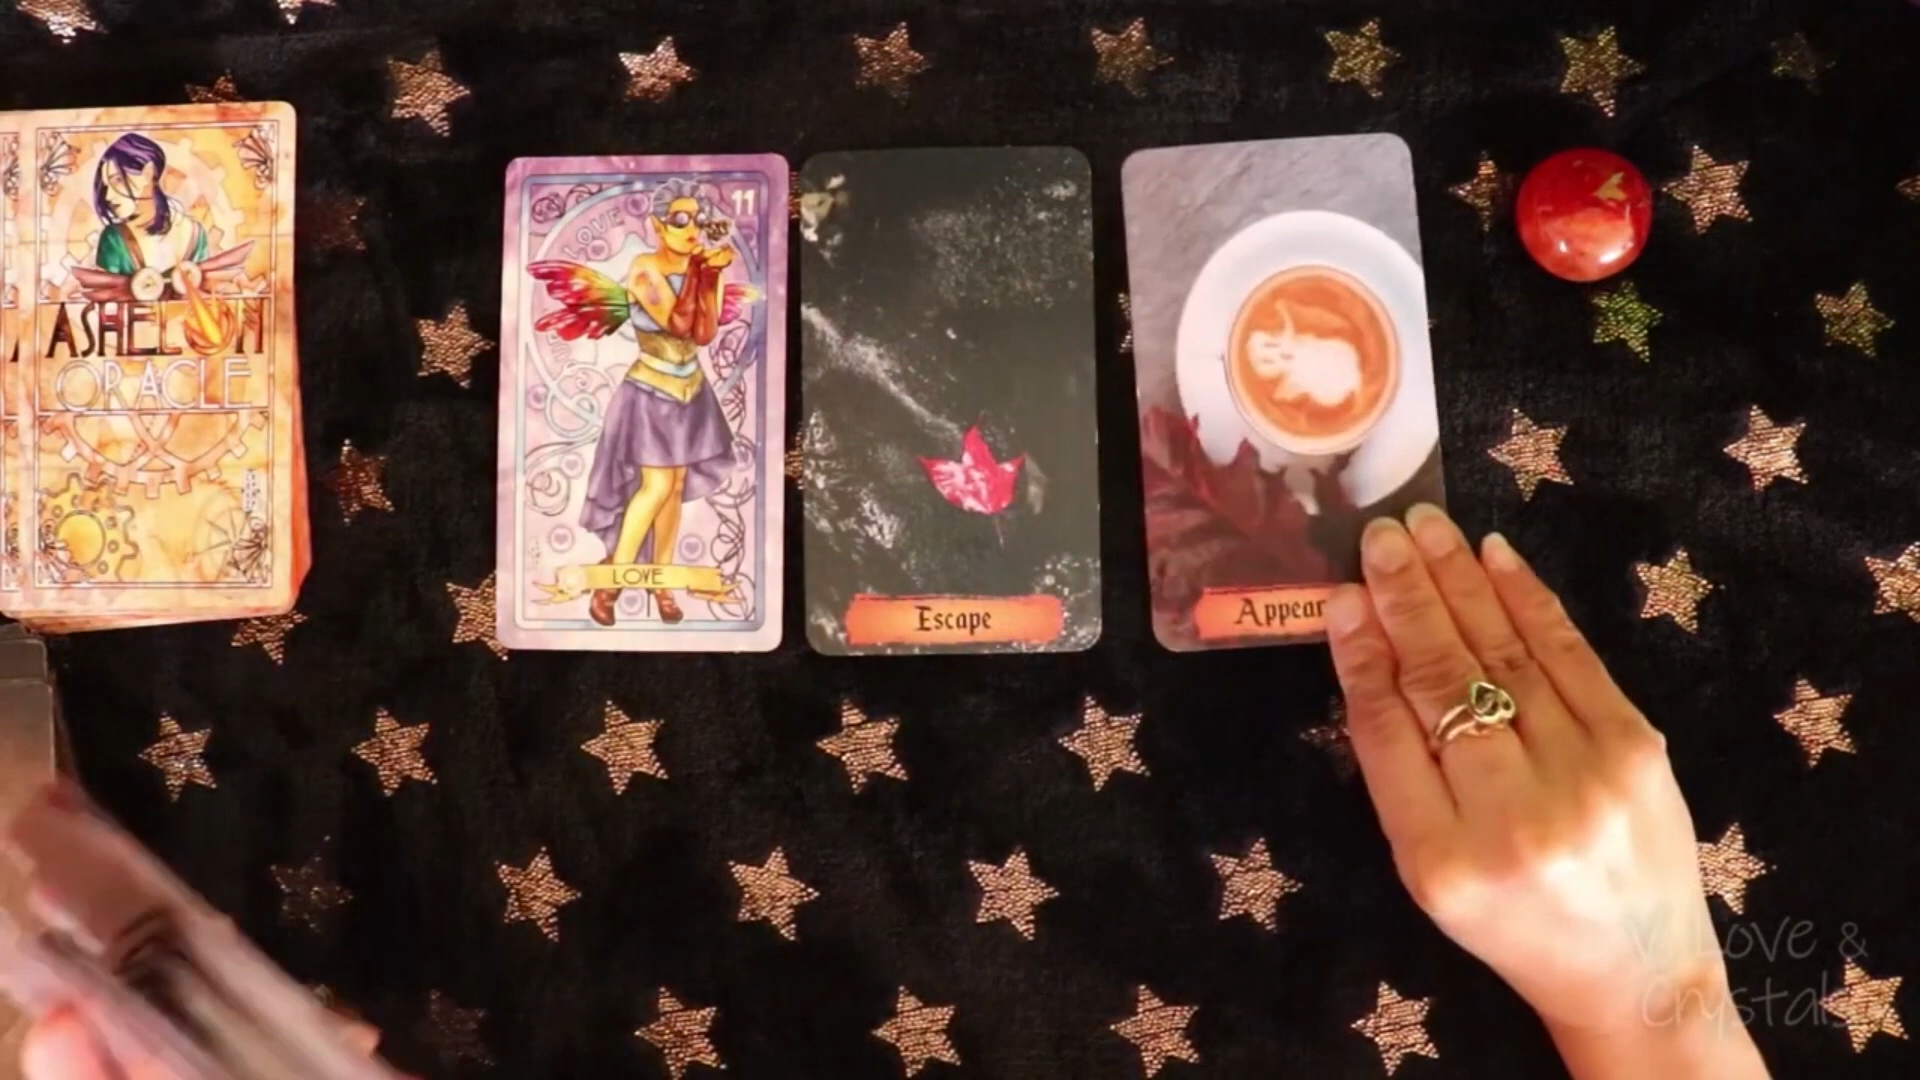 ASHELON
ORACLE
11
LOVE
LOVE
Escape
Appear
Love &
Crystals